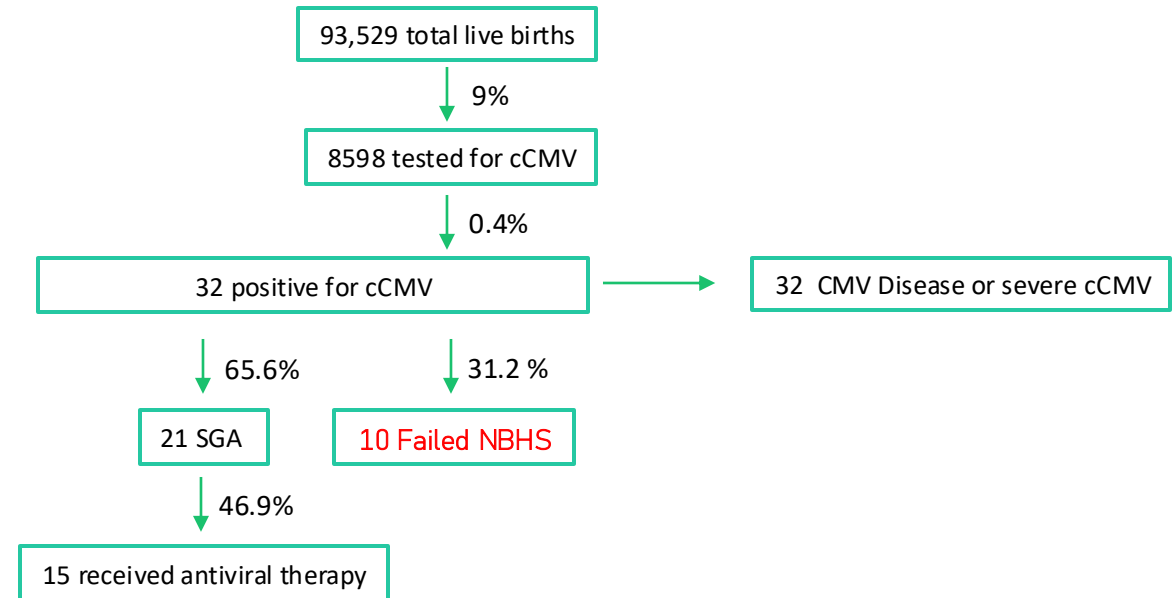 93,529 total live births
9%
8598 tested for cCMV
0.4%
32 positive for cCMV
32 CMV Disease or severe cCMV
65.6%
31.2 %
21 SGA
10 Failed NBHS
46.9%
15 received antiviral therapy